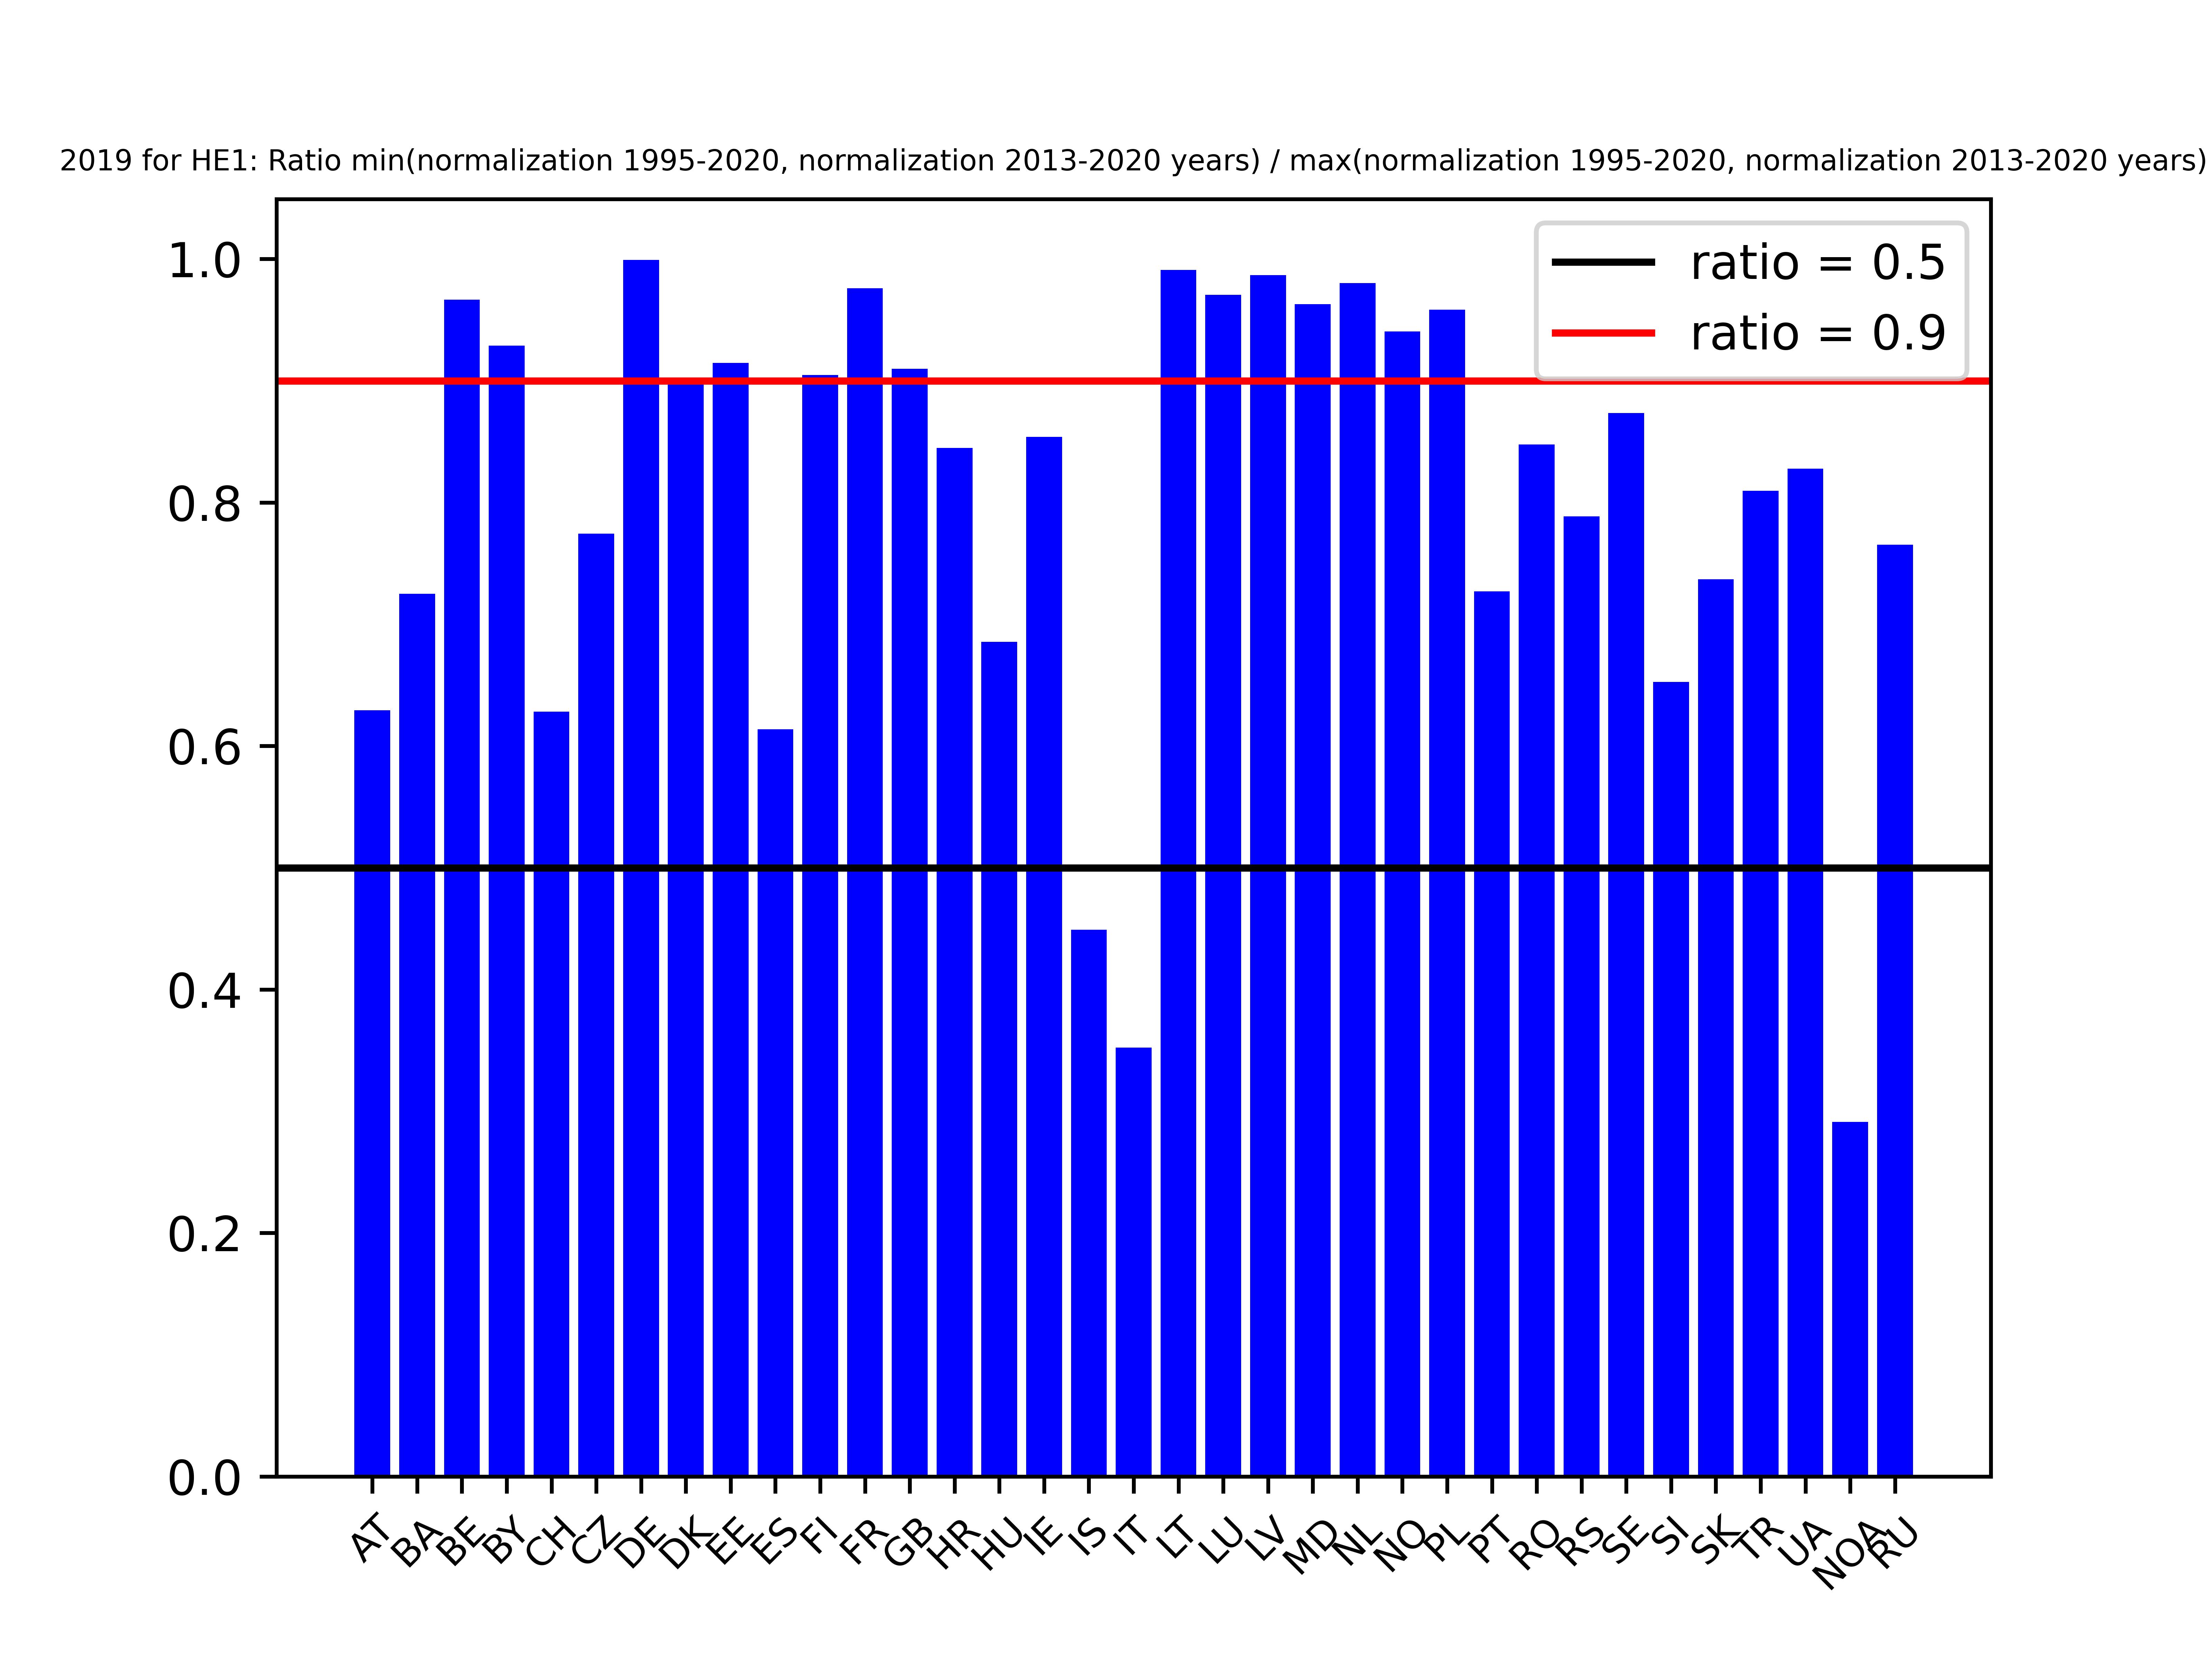 2019 for HE1: Ratio min(normalization 1995-2020, normalization 2013-2020 years) / max(normalization 1995-2020, normalization 2013-2020 years)
ratio = 0.5
ratio = 0.9
1.0
0.8
0.6
0.4
0.2
0.0
AT BA BE BY CH CZ DE DK EE ES FI FR GB HR HU IE IS IT LT LU LV MD NL NO PL PT RO RS SE SI SK TR UA NOA RU